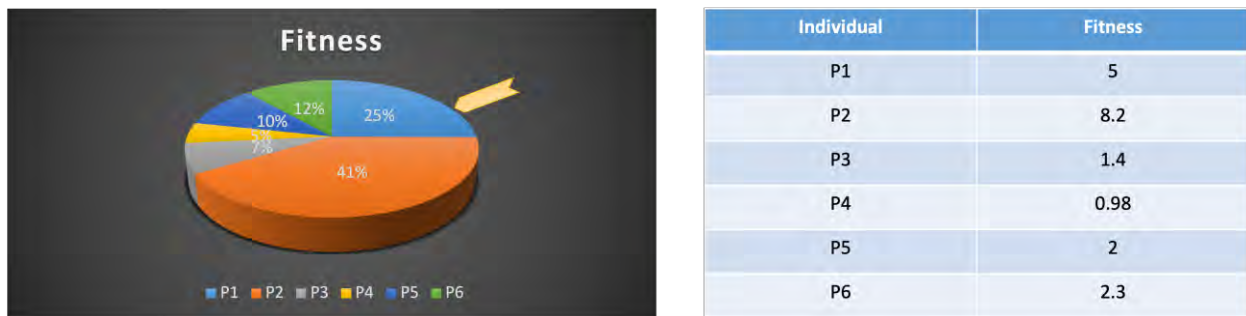 Fitness
25%
41%
7%
5%
10%
12%
P1 P2 P3 P4 P5 P6
Individual Fitness
P1 5
P2 8.2
P3 1.4
P4 0.98
P5 2
P6 2.3